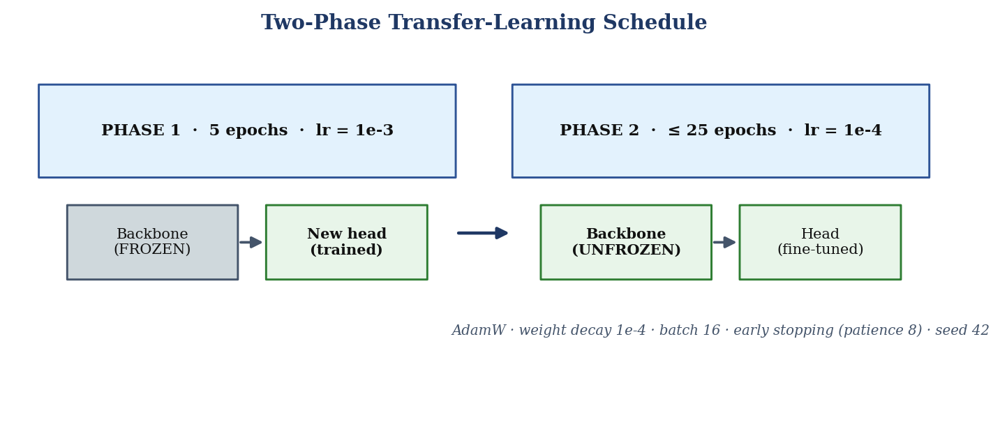 Two-Phase Transfer-Learning Schedule
PHASE 1 · 5 epochs · lr = 1e-3
PHASE 2 · ≤ 25 epochs · lr = 1e-4
Backbone
(FROZEN)
New head
(trained)
Backbone
(UNFROZEN)
Head
(fine-tuned)
AdamW · weight decay 1e-4 · batch 16 · early stopping (patience 8) · seed 42